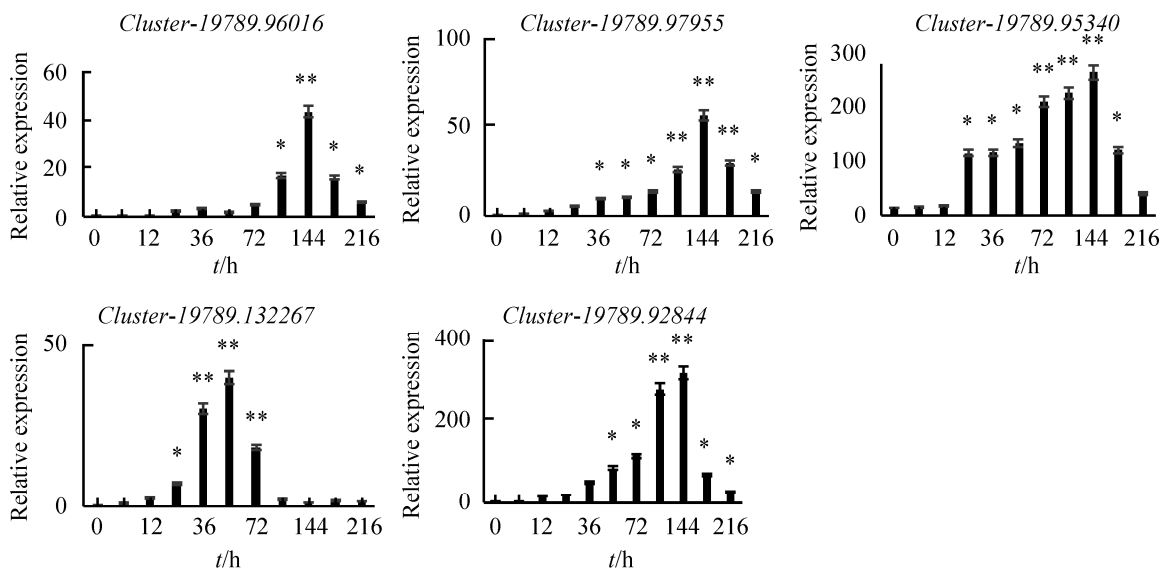 Cluster-19789.96016
Relative expression
60
40
20
0
**
*
*
*
0 12 36 72 144 216
t/h
Cluster-19789.97955
Relative expression
100
50
0
**
**
**
* * *
*
0 12 36 72 144 216
t/h
Cluster-19789.95340
Relative expression
300
200
100
0
**
** **
*
* *
*
0 12 36 72 144 216
t/h
Cluster-19789.132267
Relative expression
50
0
**
**
**
*
0 12 36 72 144 216
t/h
Cluster-19789.92844
Relative expression
400
200
0
**
**
*
*
*
*
0 12 36 72 144 216
t/h